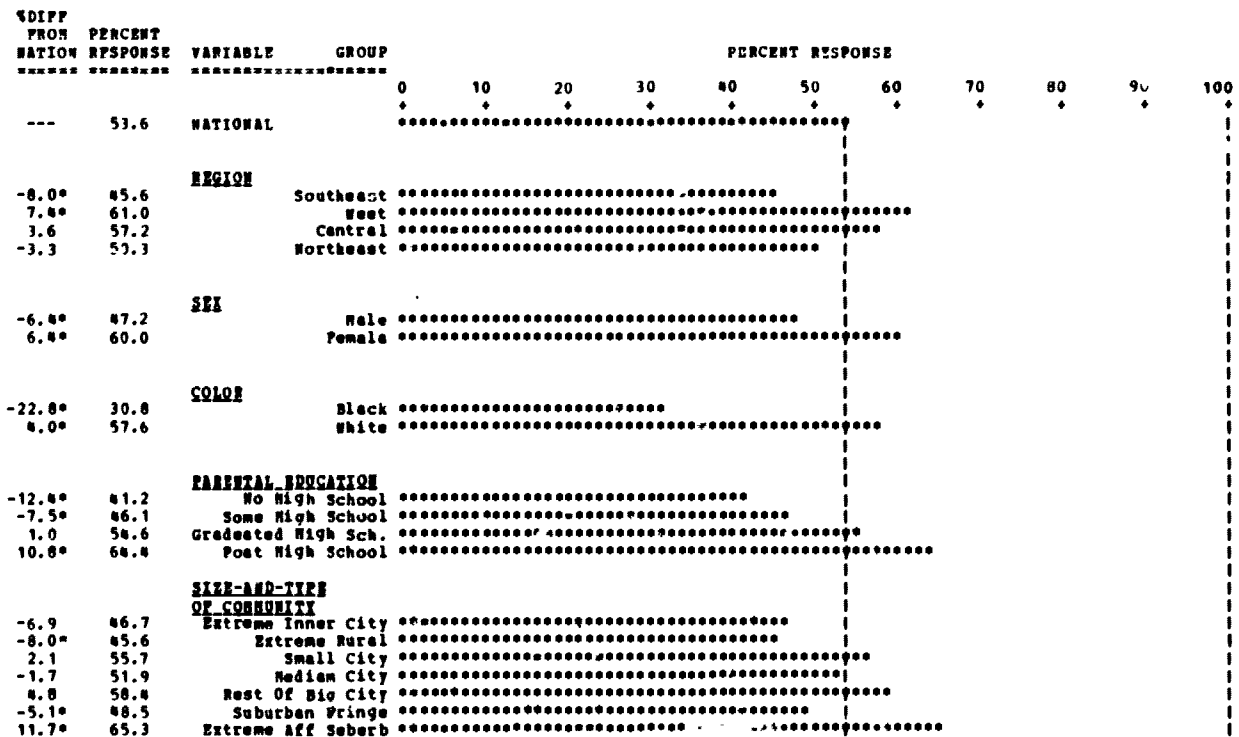 %DIFF
FROM PERCENT
NATION RESPONSE VARIABLE GROUP PERCENT RESPONSE
0 10 20 30 40 50 60 70 80 90 100
--- 53.6 NATIONAL
REGION
-8.0* 45.6 Southeast
7.4* 61.0 West
3.6 57.2 Central
-3.3 50.3 Northeast
SEX
-6.4* 47.2 Male
6.4* 60.0 Female
COLOR
-22.8* 30.8 Black
4.0* 57.6 White
PARENTAL EDUCATION
-12.4* 41.2 No High School
-7.5* 46.1 Some High School
1.0 54.6 Graduated High Sch.
10.8* 64.4 Post High School
SIZE-AND-TYPE
OF COMMUNITY
-6.9 46.7 Extreme Inner City
-8.0* 45.6 Extreme Rural
2.1 55.7 Small City
-1.7 51.9 Medium City
4.8 58.4 Rest Of Big City
-5.1* 48.5 Suburban Fringe
11.7* 65.3 Extreme Aff Suburb